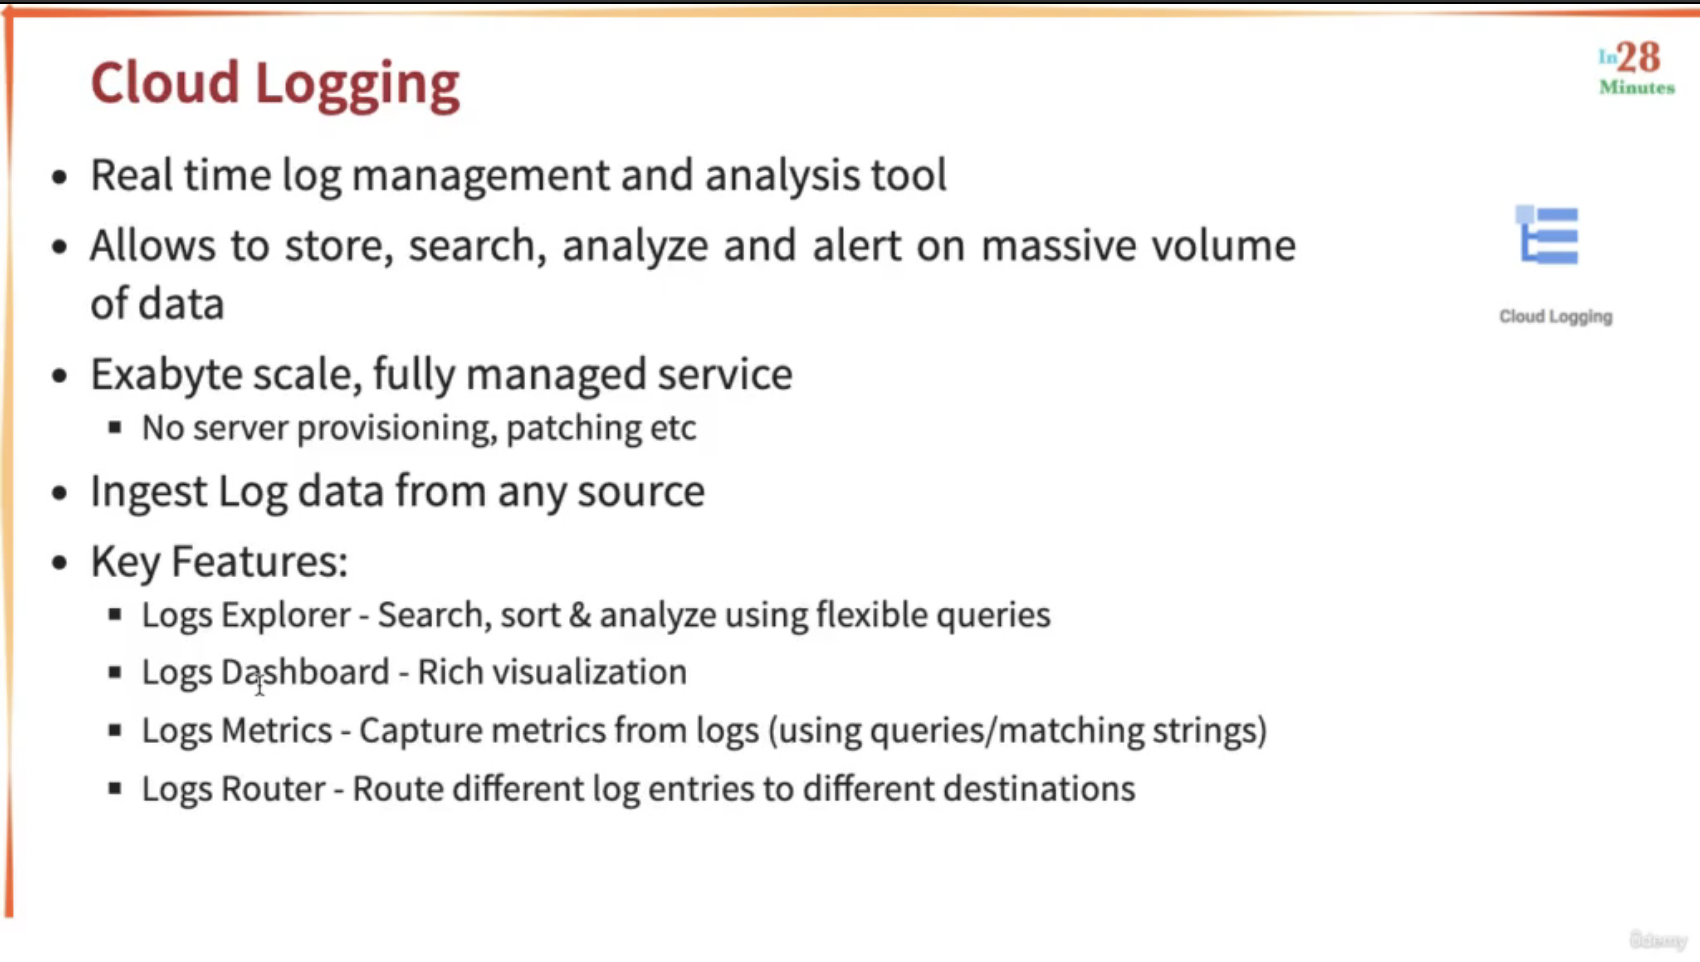 Cloud Logging
In28
Minutes
• Real time log management and analysis tool
• Allows to store, search, analyze and alert on massive volume
of data
Cloud Logging
• Exabyte scale, fully managed service
▪ No server provisioning, patching etc
• Ingest Log data from any source
• Key Features:
▪ Logs Explorer - Search, sort & analyze using flexible queries
▪ Logs Dashboard - Rich visualization
▪ Logs Metrics - Capture metrics from logs (using queries/matching strings)
▪ Logs Router - Route different log entries to different destinations
Udemy